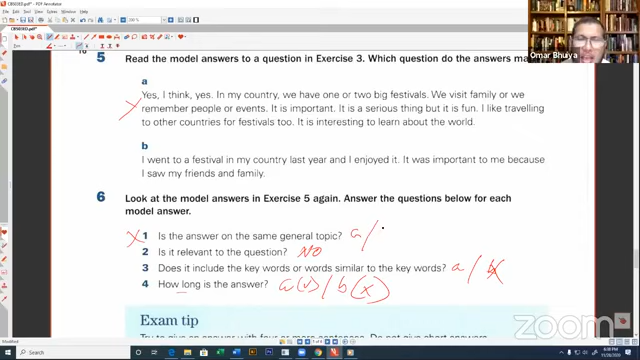 CB503ED.pdf* - PDF Annotator
Omar Bhuiya
5 Read the model answers to a question in Exercise 3. Which question do the answers ma
a
Yes, I think, yes. In my country, we have one or two big festivals. We visit family or we
remember people or events. It is important. It is a serious thing but it is fun. I like travelling
to other countries for festivals too. It is interesting to learn about the world.
b
I went to a festival in my country last year and I enjoyed it. It was important to me because
I saw my friends and family.
6 Look at the model answers in Exercise 5 again. Answer the questions below for each
model answer.
1 Is the answer on the same general topic? a /
2 Is it relevant to the question? NO
3 Does it include the key words or words similar to the key words? a / b
4 How long is the answer? a (v) / b (x)
Exam tip
Try to give an answer with four or more sentences. Do not give short answers
zoom